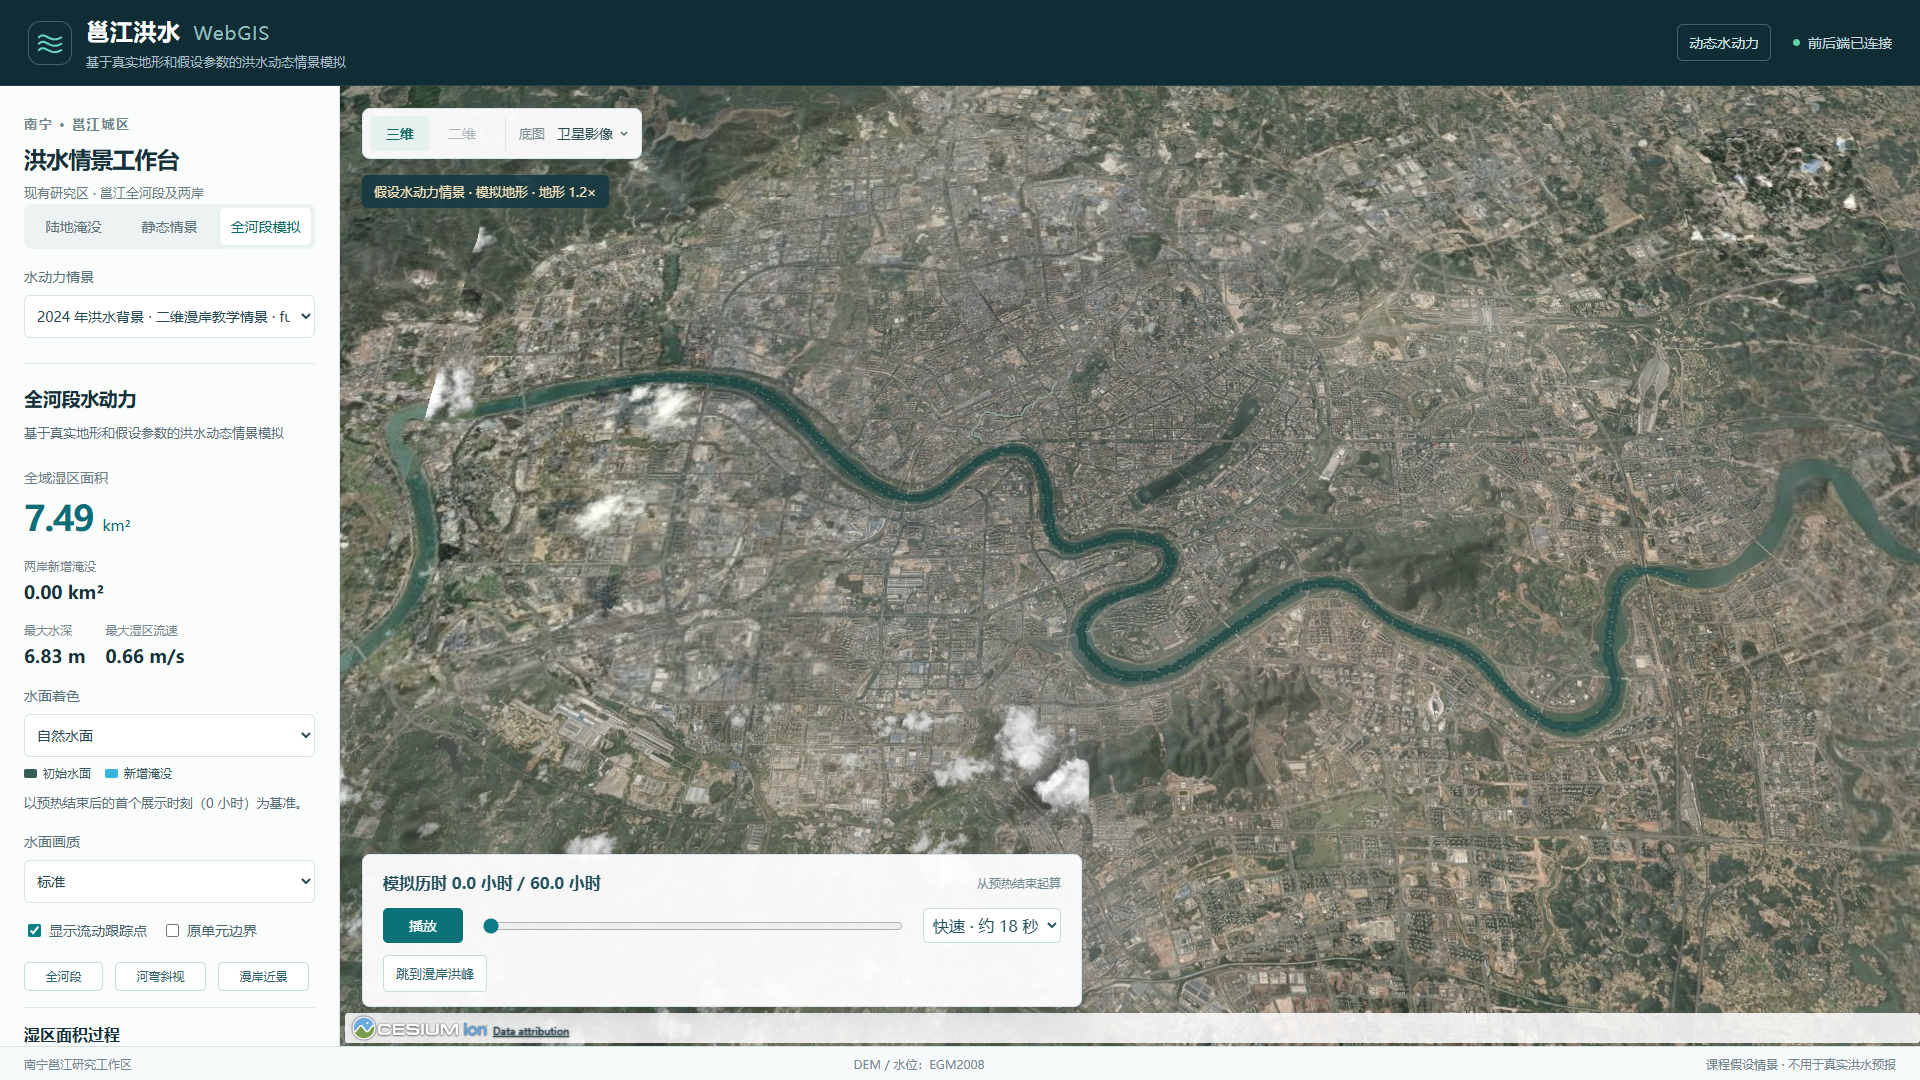 邕江洪水 WebGIS
基于真实地形和假设参数的洪水动态情景模拟
动态水动力
前后端已连接
南宁 • 邕江城区
洪水情景工作台
现有研究区 · 邕江全河段及两岸
陆地淹没 静态情景 全河段模拟
水动力情景
2024 年洪水背景 · 二维漫岸教学情景 · fu
全河段水动力
基于真实地形和假设参数的洪水动态情景模拟
全域湿区面积
7.49 km²
两岸新增淹没
0.00 km²
最大水深 最大湿区流速
6.83 m 0.66 m/s
水面着色
自然水面
初始水面 新增淹没
以预热结束后的首个展示时刻（0 小时）为基准。
水面画质
标准
显示流动跟踪点 原单元边界
全河段 河弯斜视 漫岸近景
湿区面积过程
三维 二维 底图 卫星影像
假设水动力情景 · 模拟地形 · 地形 1.2×
模拟历时 0.0 小时 / 60.0 小时
从预热结束起算
播放
快速 · 约 18 秒
跳到漫岸洪峰
CESIUM ion Data attribution
南宁邕江研究工作区
DEM / 水位：EGM2008
课程假设情景 · 不用于真实洪水预报